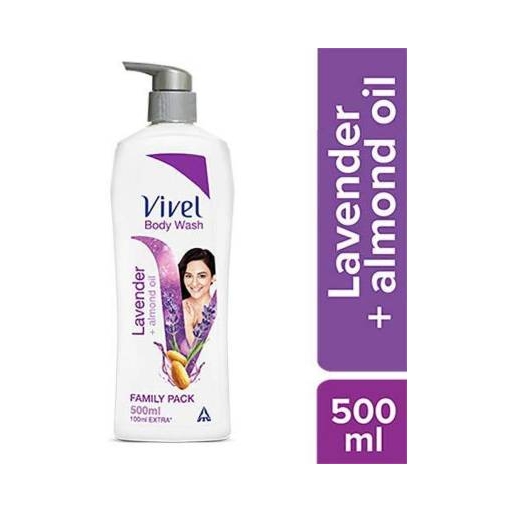 Vivel
Body Wash
Lavender
+ almond oil
FAMILY PACK
500ml
100ml EXTRA*
Lavender
+ almond oil
500
ml